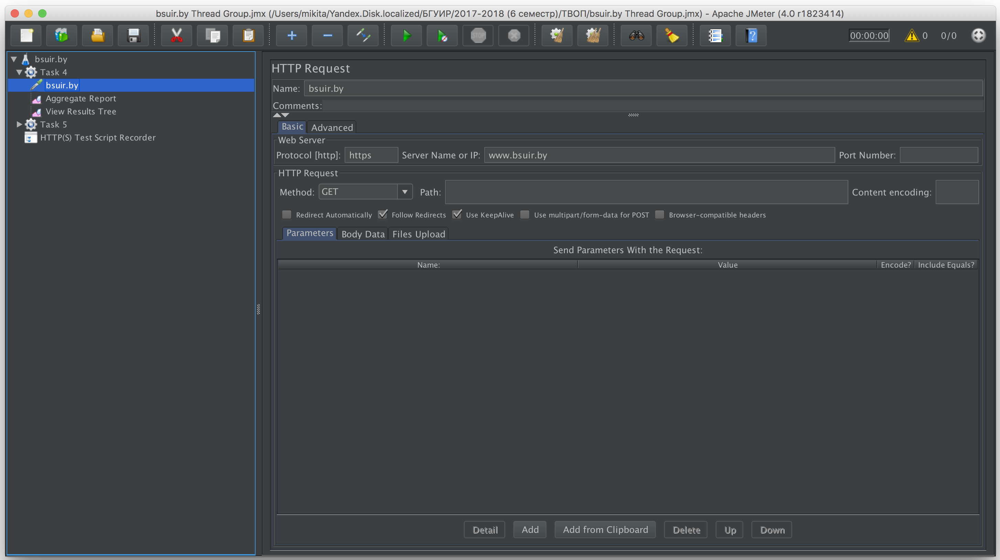 bsuir.by Thread Group.jmx (/Users/mikita/Yandex.Disk.localized/БГУИР/2017-2018 (6 семестр)/ТВОП/bsuir.by Thread Group.jmx) - Apache JMeter (4.0 r1823414)
STOP
?
00:00:00 0 0/0
bsuir.by
Task 4
bsuir.by
Aggregate Report
View Results Tree
Task 5
HTTP(S) Test Script Recorder
HTTP Request
Name: bsuir.by
Comments:
Basic Advanced
Web Server
Protocol [http]: https Server Name or IP: www.bsuir.by Port Number:
HTTP Request
Method: GET Path: Content encoding:
Redirect Automatically Follow Redirects Use KeepAlive Use multipart/form-data for POST Browser-compatible headers
Parameters Body Data Files Upload
Send Parameters With the Request:
Name: Value Encode? Include Equals?
Detail Add Add from Clipboard Delete Up Down